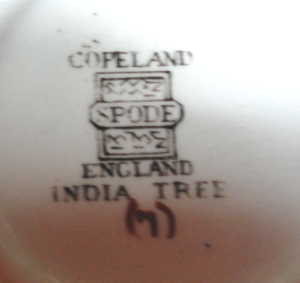 COPELAND
SPODE
ENGLAND
INDIA TREE